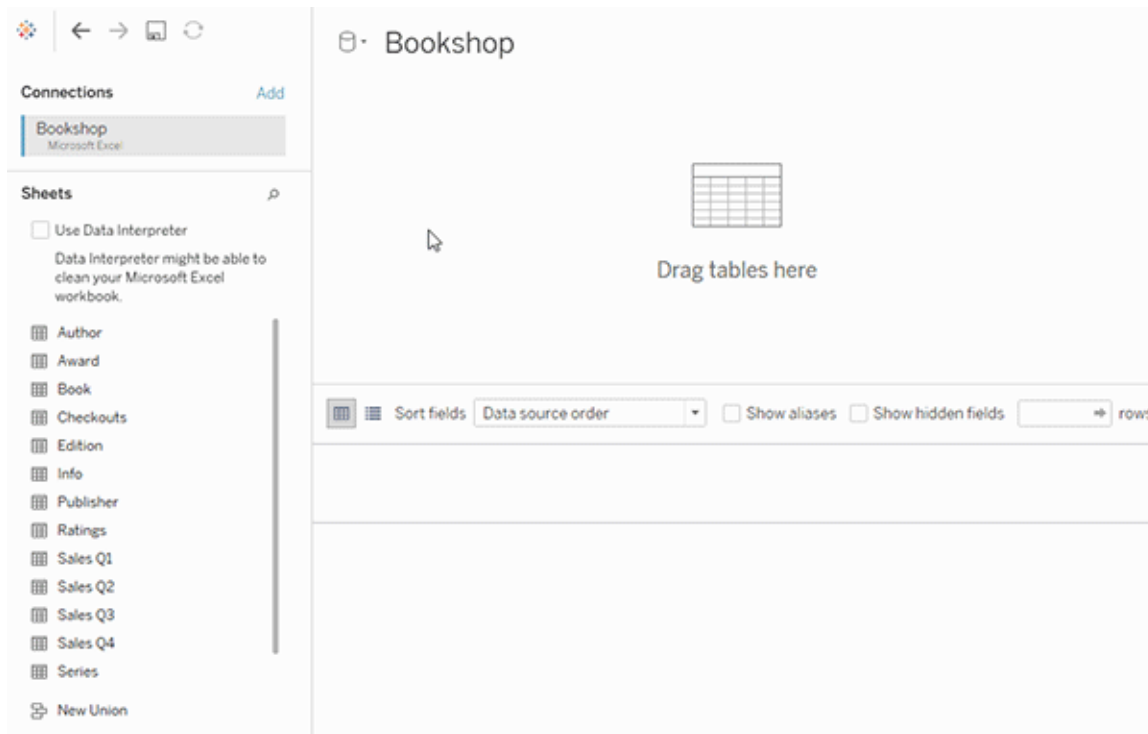 Bookshop
Connections Add
Bookshop
Microsoft Excel
Sheets
Use Data Interpreter
Data Interpreter might be able to
clean your Microsoft Excel
workbook.
Author
Award
Book
Checkouts
Edition
Info
Publisher
Ratings
Sales Q1
Sales Q2
Sales Q3
Sales Q4
Series
New Union
Drag tables here
Sort fields Data source order Show aliases Show hidden fields rows